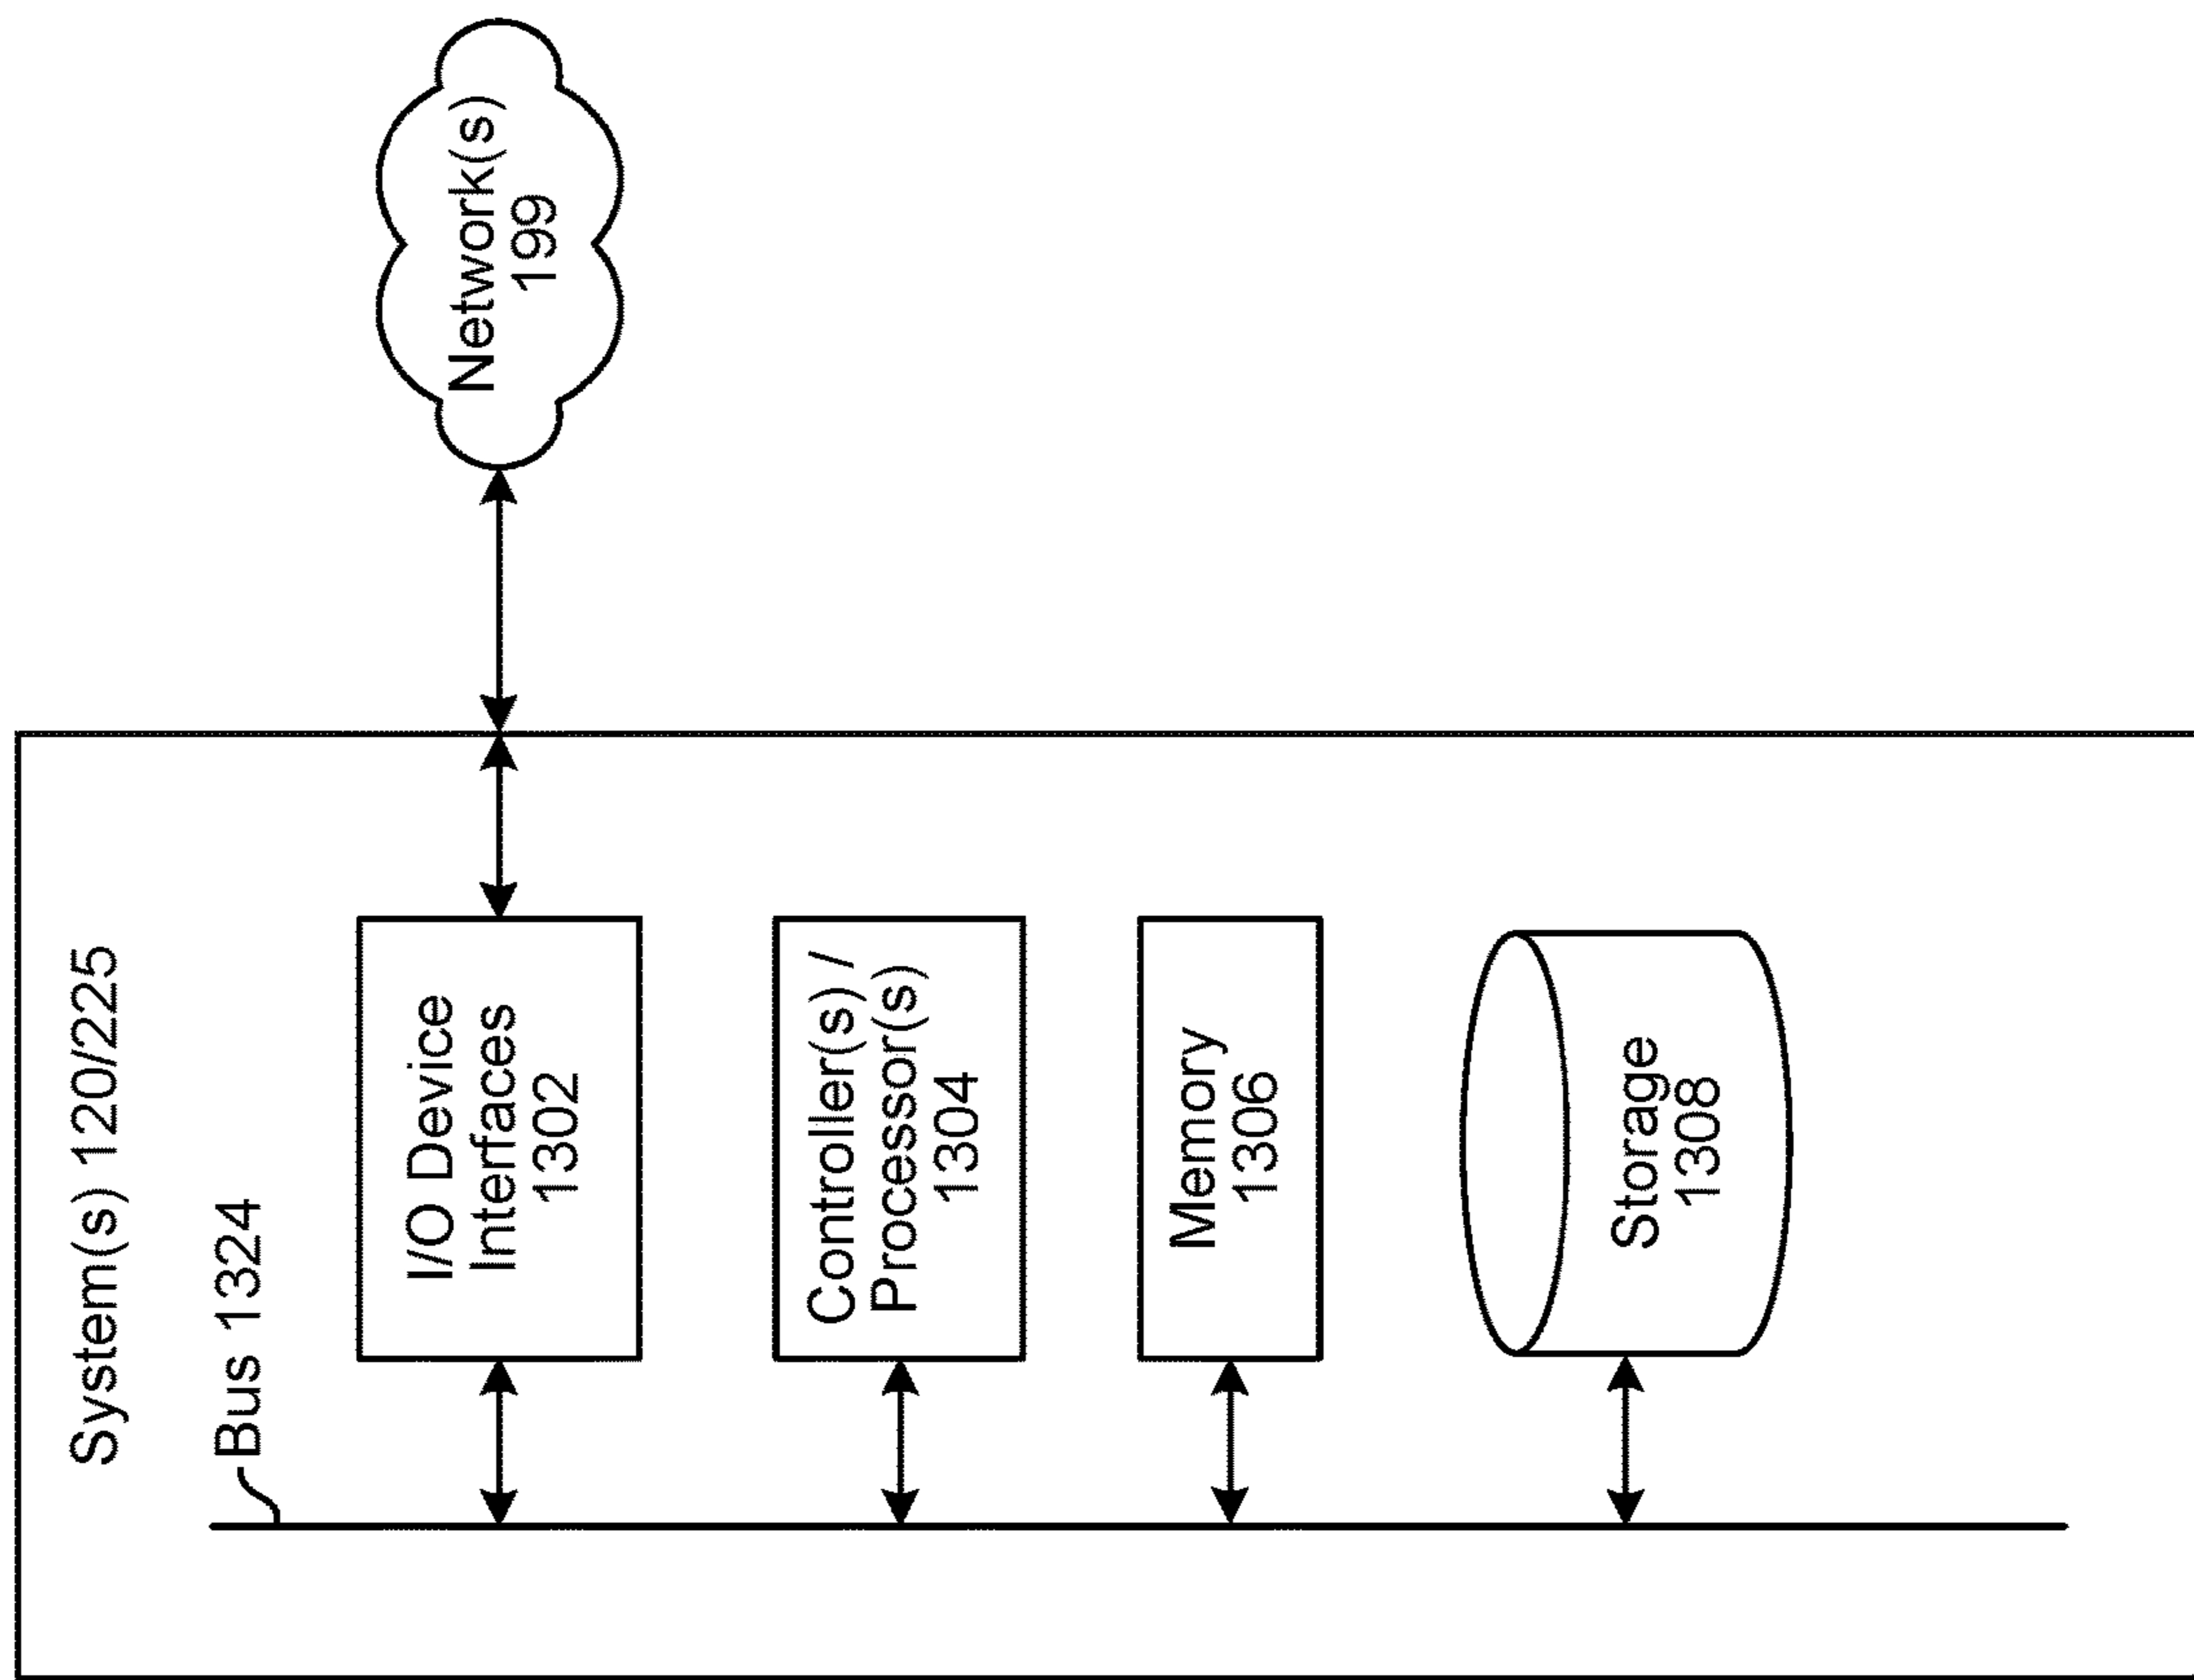 System(s) 120/225
Bus 1324
I/O Device
Interfaces
1302
Network(s)
199
Controller(s) /
Processor(s)
1304
Memory
1306
Storage
1308